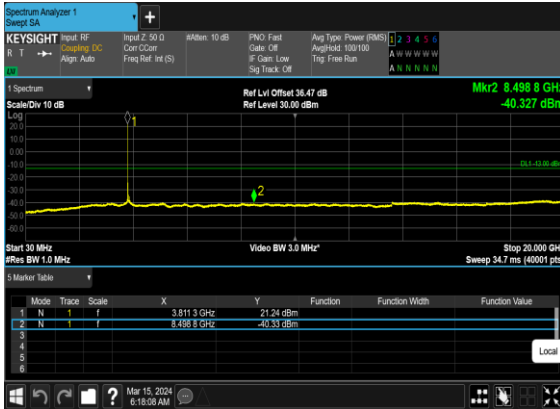 Spectrum Analyzer 1
Swept SA
+
KEYSIGHT Input: RF Input Z: 50 Ω #Atten: 10 dB PNO: Fast Avg Type: Power (RMS) 1 2 3 4 5 6
R T Coupling: DC Corr CCorr Gate: Off Avg|Hold: 100/100 A W W W W W
Align: Auto Freq Ref: Int (S) IF Gain: Low Trig: Free Run
Sig Track: Off A N N N N N
1 Spectrum Ref Lvl Offset 36.47 dB Mkr2 8.498 8 GHz
Scale/Div 10 dB Ref Level 30.00 dBm -40.327 dBm
Log
20.0
10.0
0.00
-10.0
DL1 -13.00 dBm
-20.0
-30.0
-40.0
-50.0
-60.0
1
2
Start 30 MHz Video BW 3.0 MHz* Stop 20.000 GHz
#Res BW 1.0 MHz Sweep 34.7 ms (40001 pts)
5 Marker Table
Mode Trace Scale X Y Function Function Width Function Value
1 N 1 f 3.811 3 GHz 21.24 dBm
2 N 1 f 8.498 8 GHz -40.33 dBm
3
4
5
6
Local
? Mar 15, 2024
6:18:08 AM